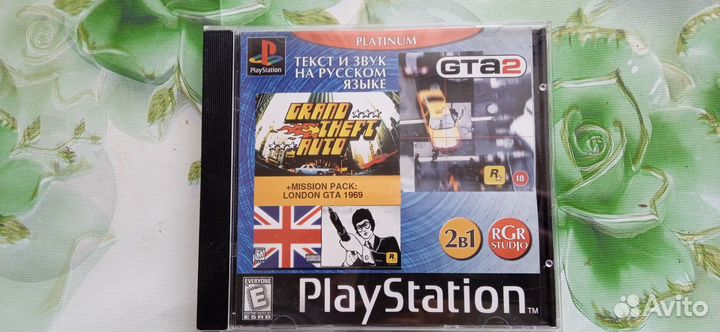 PLATINUM
PlayStation
ТЕКСТ И ЗВУК
НА РУССКОМ
ЯЗЫКЕ
GTA2
GRAND
THEFT
AUTO
+MISSION PACK:
LONDON GTA 1969
R
18
R
2в1
RGR
STUDIO
EVERYONE
E
ESRB
PlayStation
TM
Avito